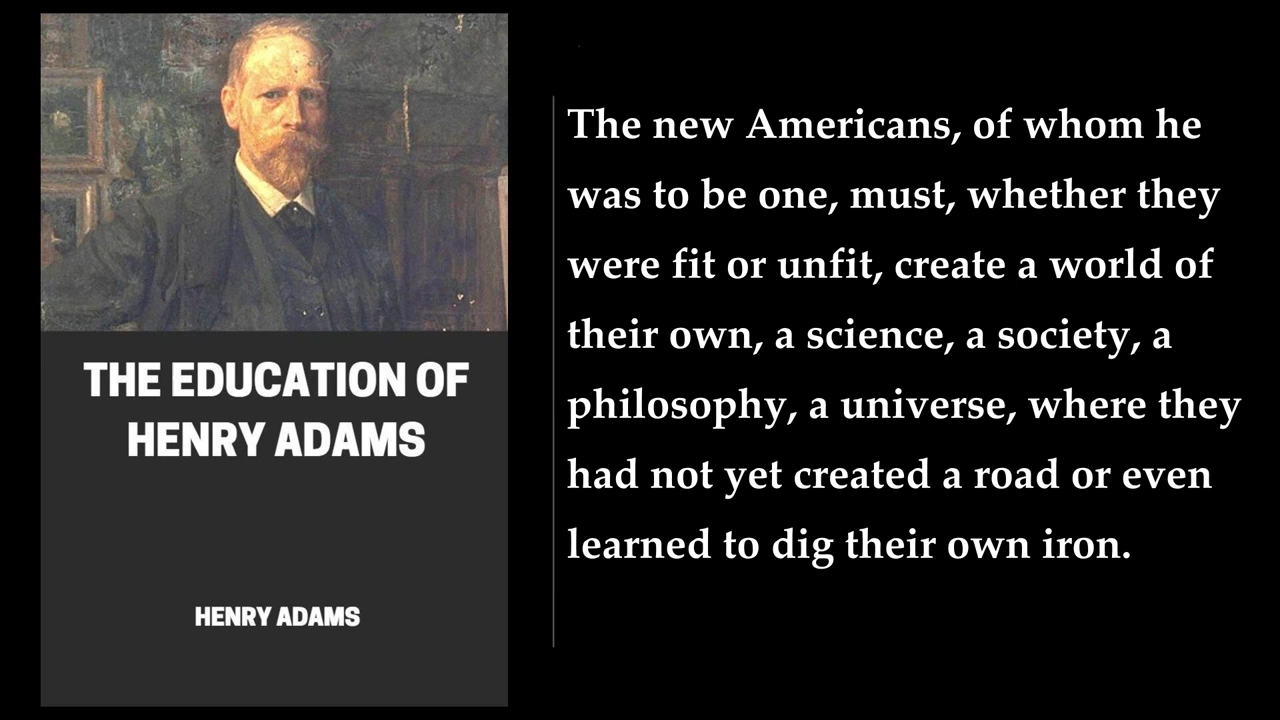 THE EDUCATION OF
HENRY ADAMS
HENRY ADAMS
The new Americans, of whom he
was to be one, must, whether they
were fit or unfit, create a world of
their own, a science, a society, a
philosophy, a universe, where they
had not yet created a road or even
learned to dig their own iron.